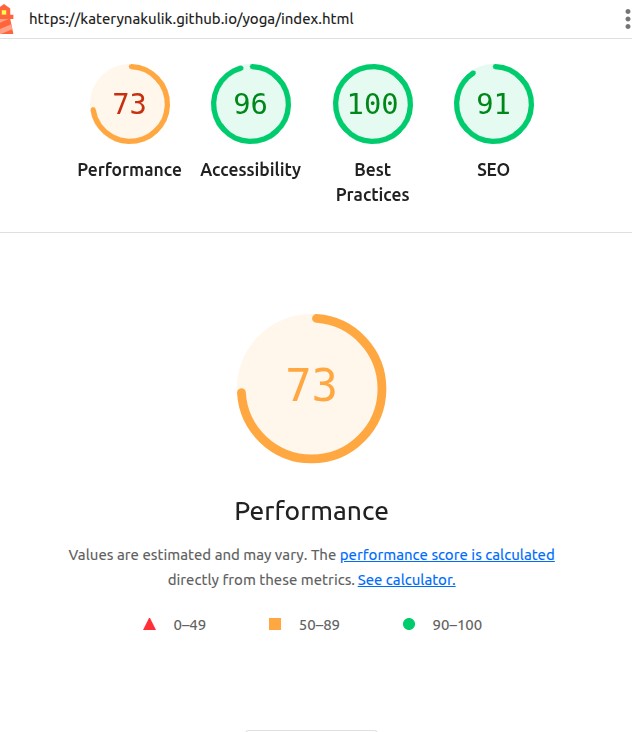 https://katerynakulik.github.io/yoga/index.html
73 96 100 91
Performance Accessibility Best Practices SEO
73
Performance
Values are estimated and may vary. The performance score is calculated
directly from these metrics. See calculator.
0–49 50–89 90–100